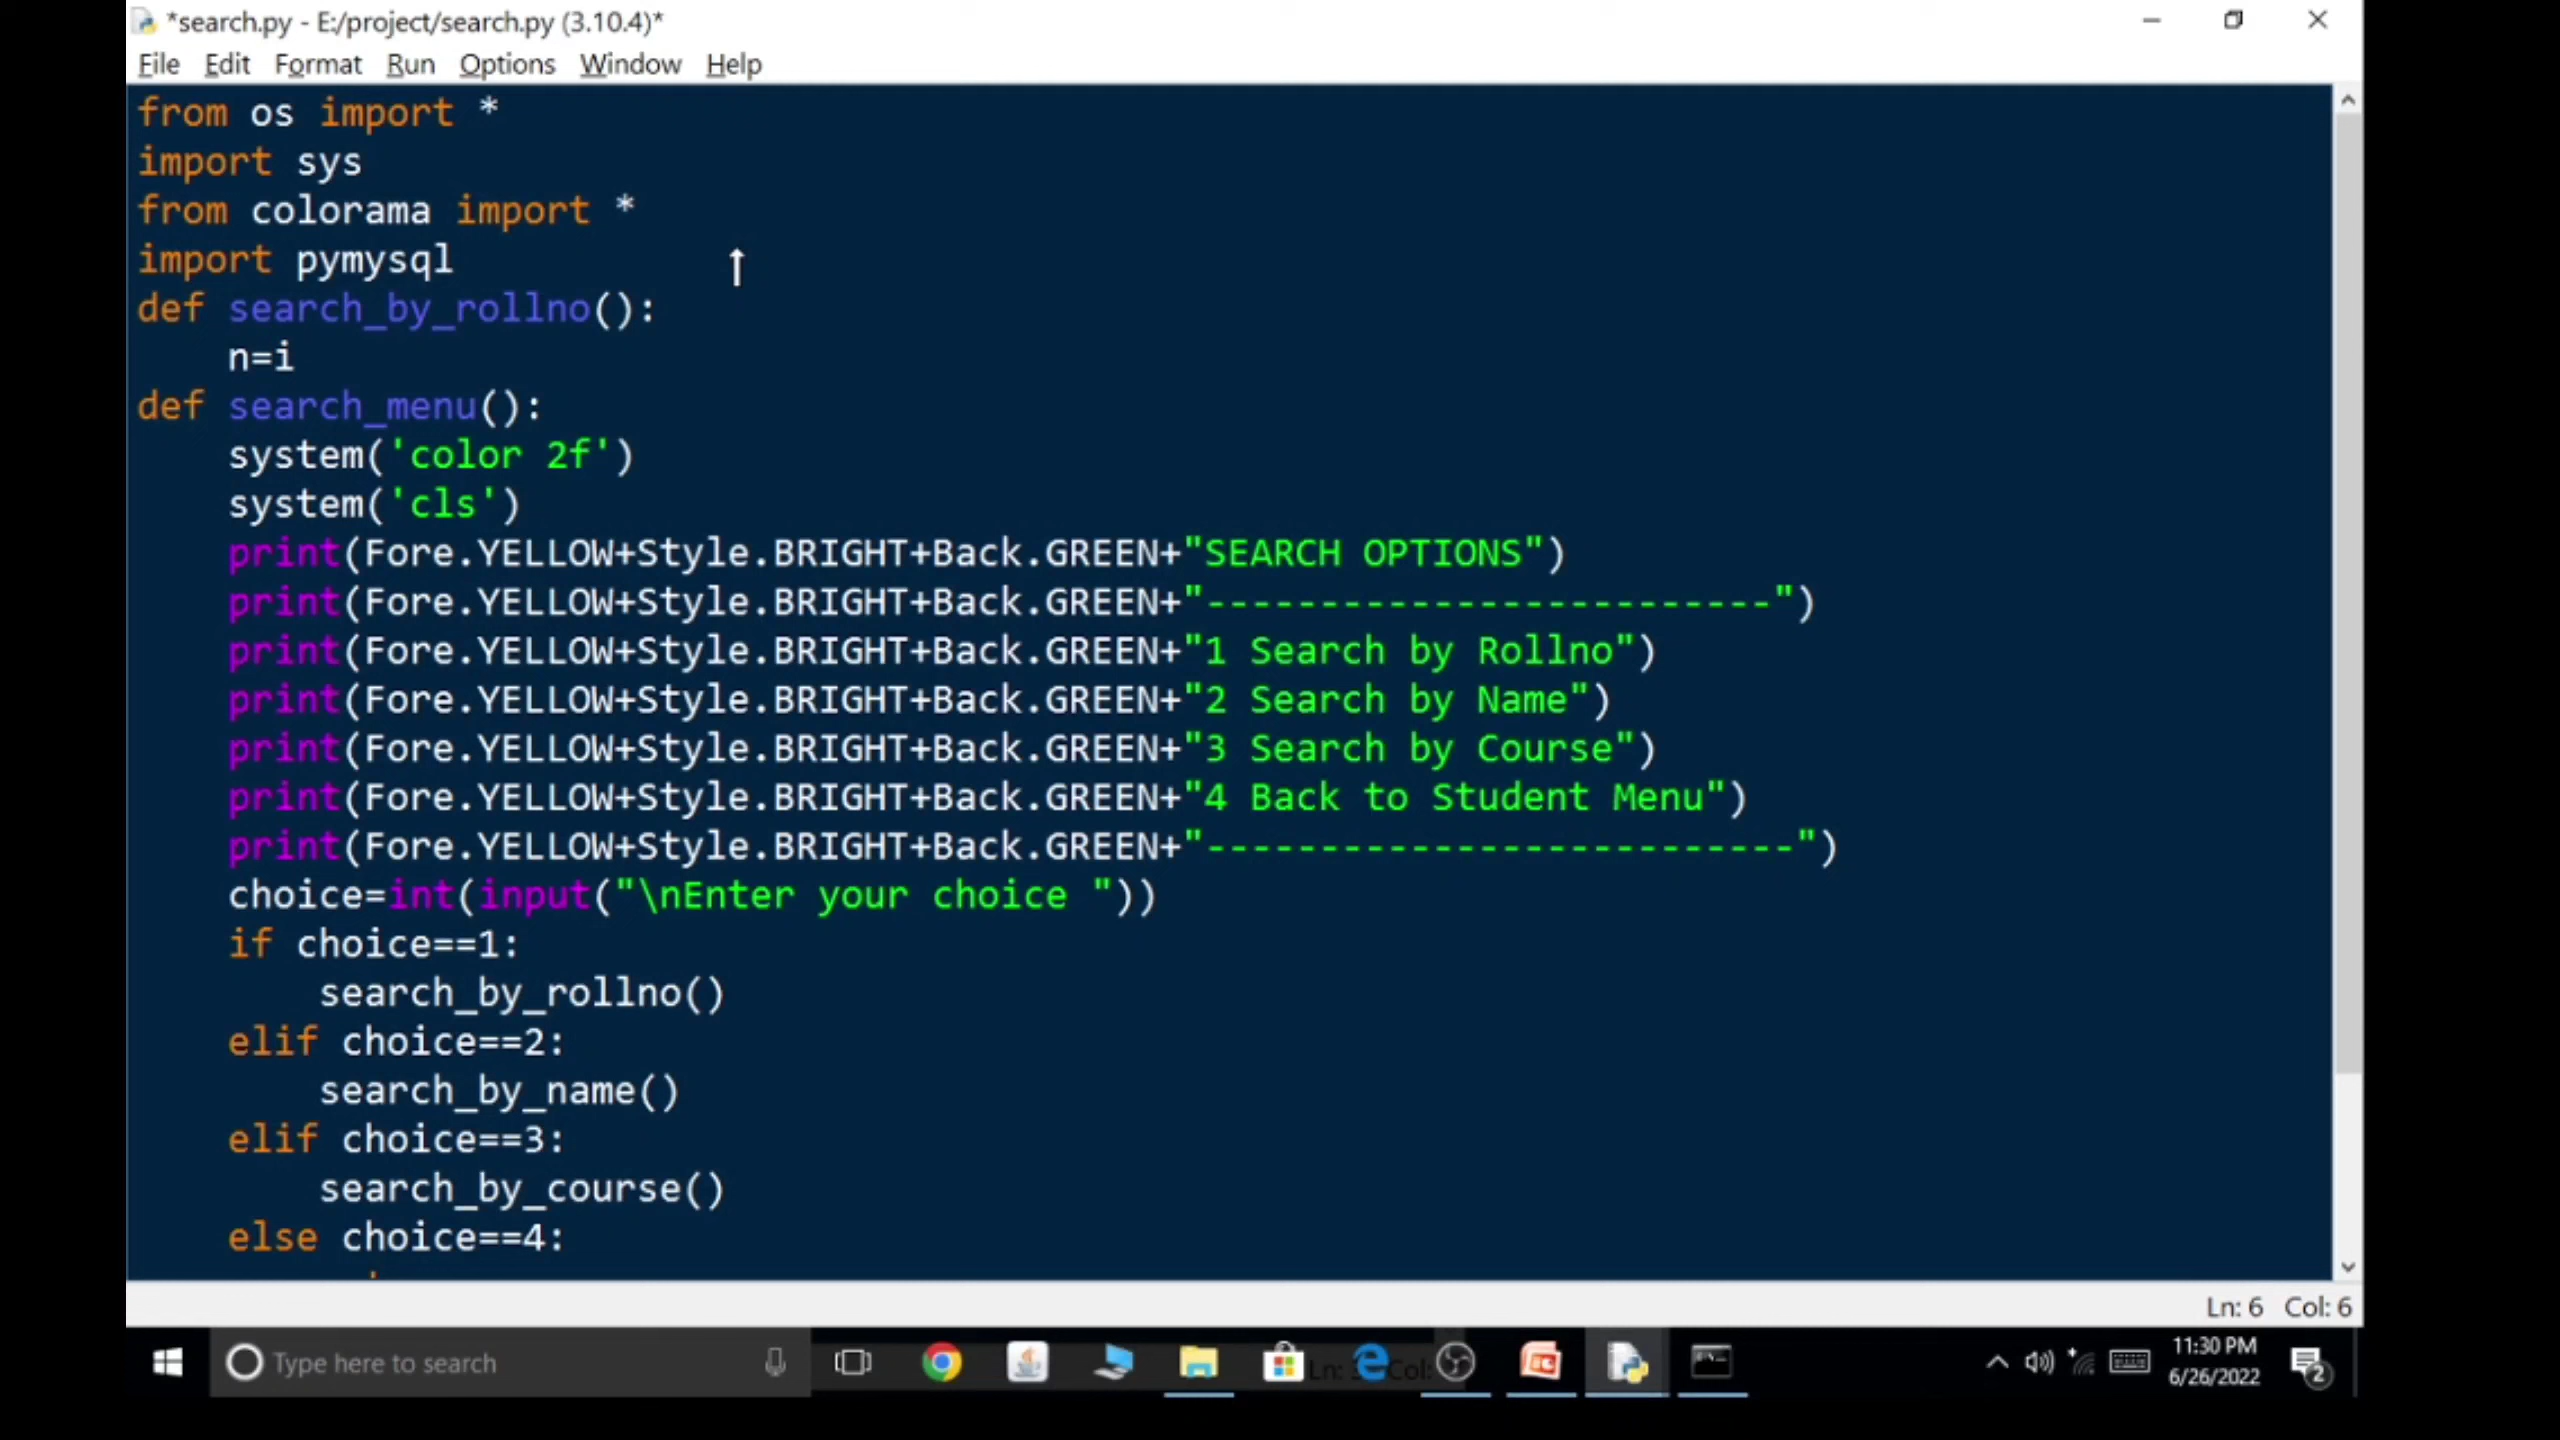 *search.py - E:/project/search.py (3.10.4)*
File Edit Format Run Options Window Help
from os import *
import sys
from colorama import *
import pymysql
def search_by_rollno():
    n=i
def search_menu():
    system('color 2f')
    system('cls')
    print(Fore.YELLOW+Style.BRIGHT+Back.GREEN+"SEARCH OPTIONS")
    print(Fore.YELLOW+Style.BRIGHT+Back.GREEN+"-------------------------")
    print(Fore.YELLOW+Style.BRIGHT+Back.GREEN+"1 Search by Rollno")
    print(Fore.YELLOW+Style.BRIGHT+Back.GREEN+"2 Search by Name")
    print(Fore.YELLOW+Style.BRIGHT+Back.GREEN+"3 Search by Course")
    print(Fore.YELLOW+Style.BRIGHT+Back.GREEN+"4 Back to Student Menu")
    print(Fore.YELLOW+Style.BRIGHT+Back.GREEN+"--------------------------")
    choice=int(input("\nEnter your choice "))
    if choice==1:
        search_by_rollno()
    elif choice==2:
        search_by_name()
    elif choice==3:
        search_by_course()
    else choice==4:
Ln: 6 Col: 6
Type here to search
11:30 PM
6/26/2022
2